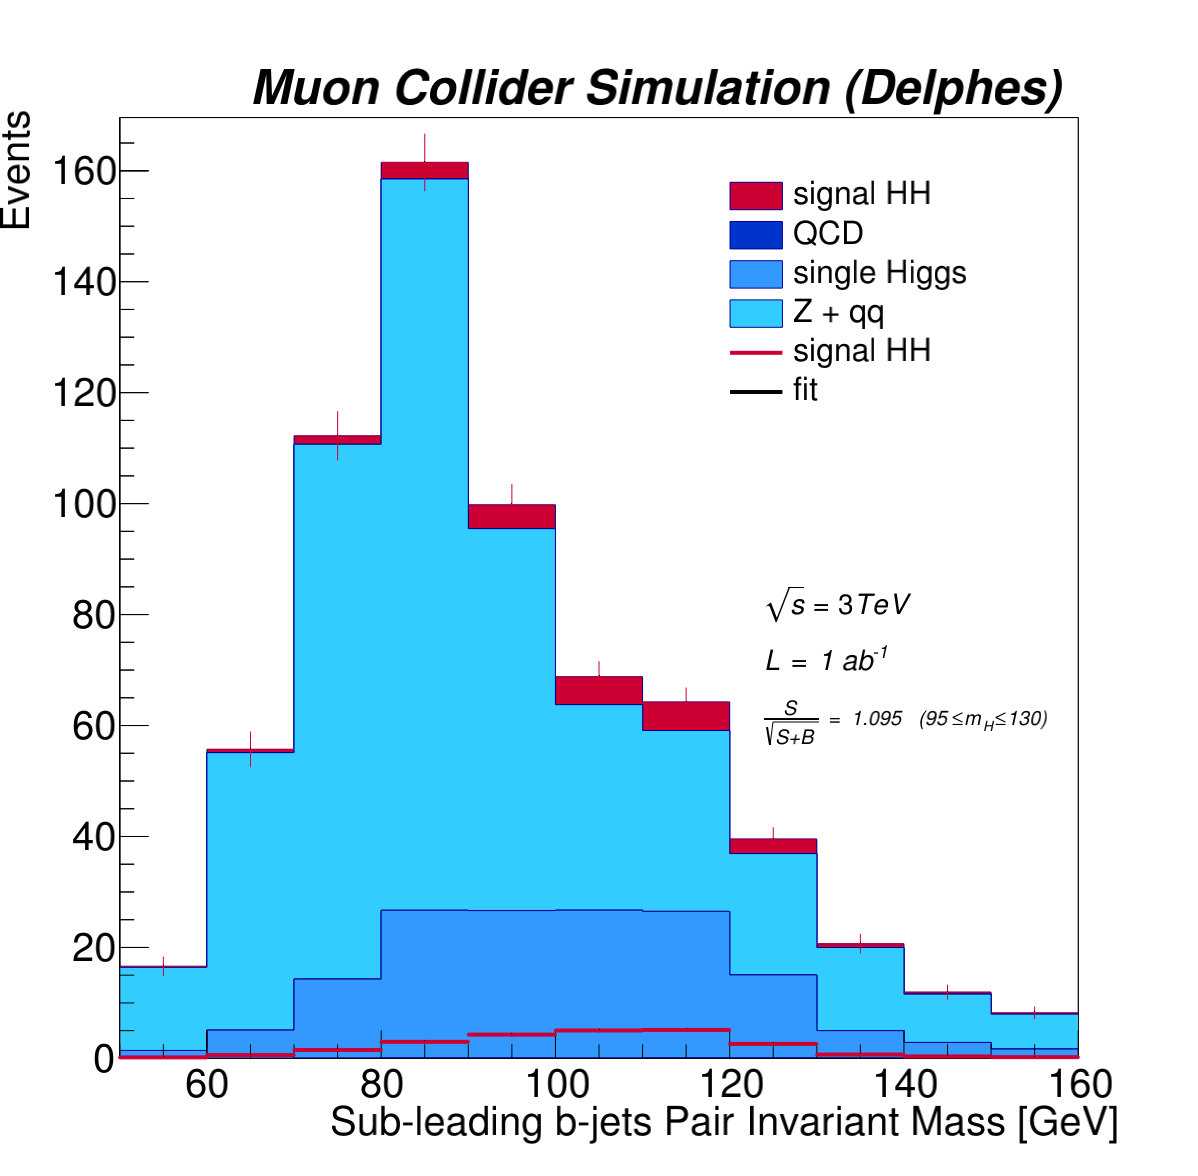 Muon Collider Simulation (Delphes)
Events
160
140
120
100
80
60
40
20
0
signal HH
QCD
single Higgs
Z + qq
signal HH
fit
√s = 3TeV
L = 1 ab⁻¹
S/√S+B = 1.095 (95≤m_H≤130)
60 80 100 120 140 160
Sub-leading b-jets Pair Invariant Mass [GeV]